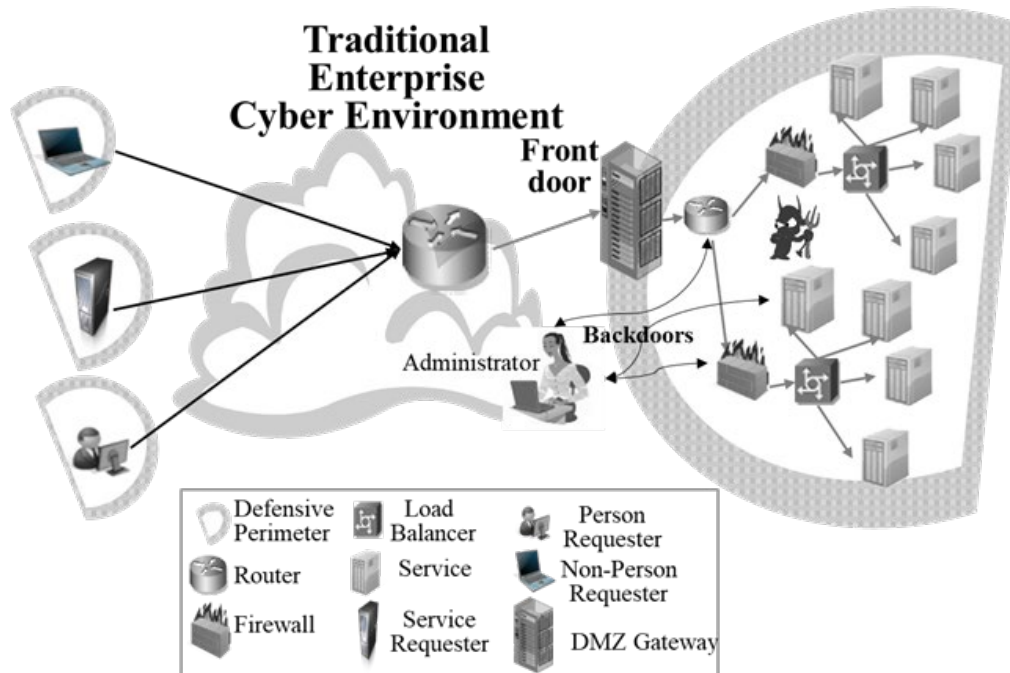 Traditional
Enterprise
Cyber Environment
Front
door
Backdoors
Administrator
Defensive
Perimeter
Load
Balancer
Person
Requester
Router
Service
Non-Person
Requester
Firewall
Service
Requester
DMZ Gateway